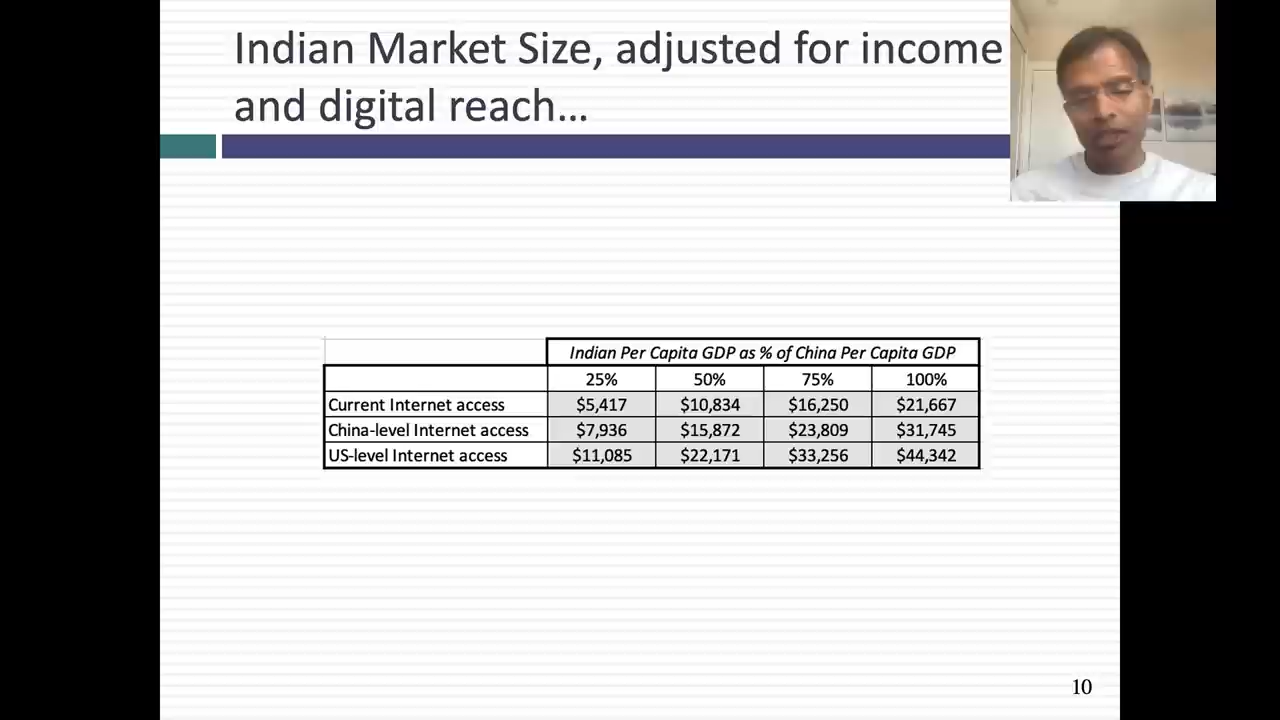 Indian Market Size, adjusted for income
and digital reach…
Indian Per Capita GDP as % of China Per Capita GDP
25% 50% 75% 100%
Current Internet access $5,417 $10,834 $16,250 $21,667
China-level Internet access $7,936 $15,872 $23,809 $31,745
US-level Internet access $11,085 $22,171 $33,256 $44,342
10